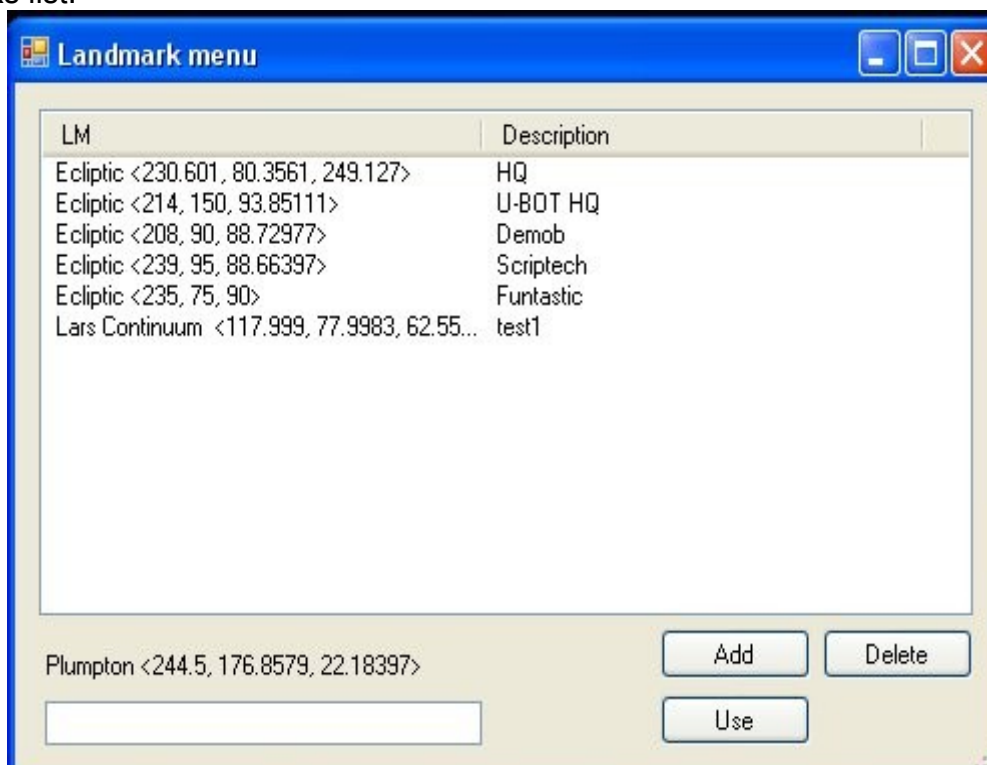 list.
Landmark menu
LM Description
Ecliptic <230.601, 80.3561, 249.127> HQ
Ecliptic <214, 150, 93.85111> U-BOT HQ
Ecliptic <208, 90, 88.72977> Demob
Ecliptic <239, 95, 88.66397> Scriptech
Ecliptic <235, 75, 90> Funtastic
Lars Continuum <117.999, 77.9983, 62.55... test1
Plumpton <244.5, 176.8579, 22.18397>
Add Delete
Use